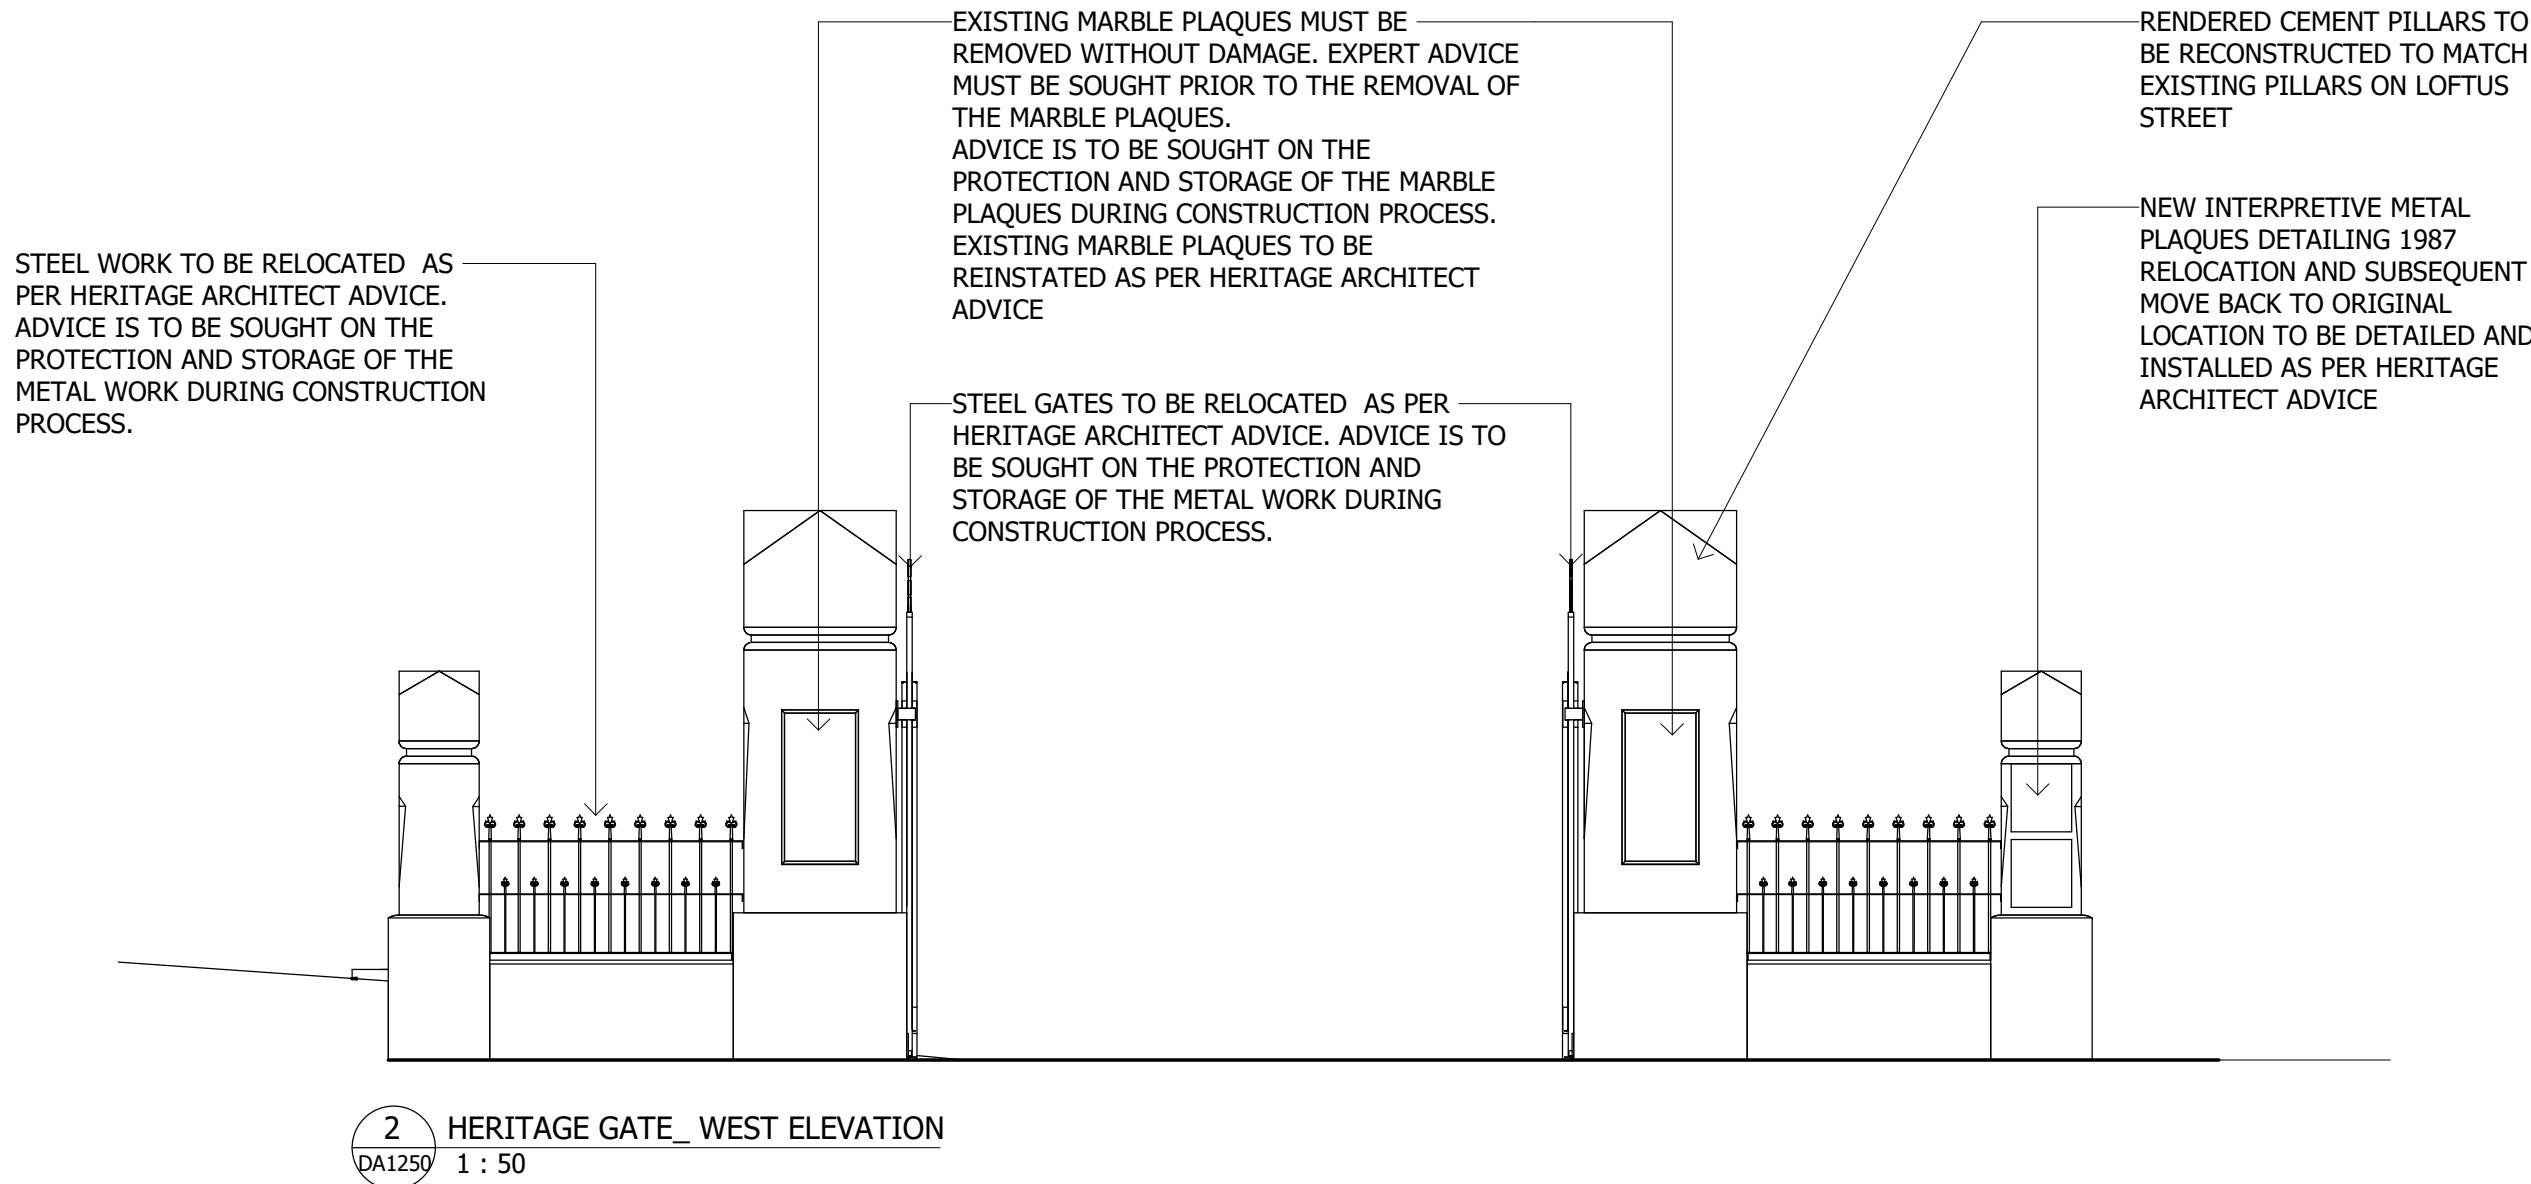 EXISTING MARBLE PLAQUES MUST BE
REMOVED WITHOUT DAMAGE. EXPERT ADVICE
MUST BE SOUGHT PRIOR TO THE REMOVAL OF
THE MARBLE PLAQUES.
ADVICE IS TO BE SOUGHT ON THE
PROTECTION AND STORAGE OF THE MARBLE
PLAQUES DURING CONSTRUCTION PROCESS.
EXISTING MARBLE PLAQUES TO BE
REINSTATED AS PER HERITAGE ARCHITECT
ADVICE
RENDERED CEMENT PILLARS TO
BE RECONSTRUCTED TO MATCH
EXISTING PILLARS ON LOFTUS
STREET
NEW INTERPRETIVE METAL
PLAQUES DETAILING 1987
RELOCATION AND SUBSEQUENT
MOVE BACK TO ORIGINAL
LOCATION TO BE DETAILED AND
INSTALLED AS PER HERITAGE
ARCHITECT ADVICE
STEEL WORK TO BE RELOCATED AS
PER HERITAGE ARCHITECT ADVICE.
ADVICE IS TO BE SOUGHT ON THE
PROTECTION AND STORAGE OF THE
METAL WORK DURING CONSTRUCTION
PROCESS.
STEEL GATES TO BE RELOCATED AS PER
HERITAGE ARCHITECT ADVICE. ADVICE IS TO
BE SOUGHT ON THE PROTECTION AND
STORAGE OF THE METAL WORK DURING
CONSTRUCTION PROCESS.
2 HERITAGE GATE_ WEST ELEVATION
DA1250 1 : 50